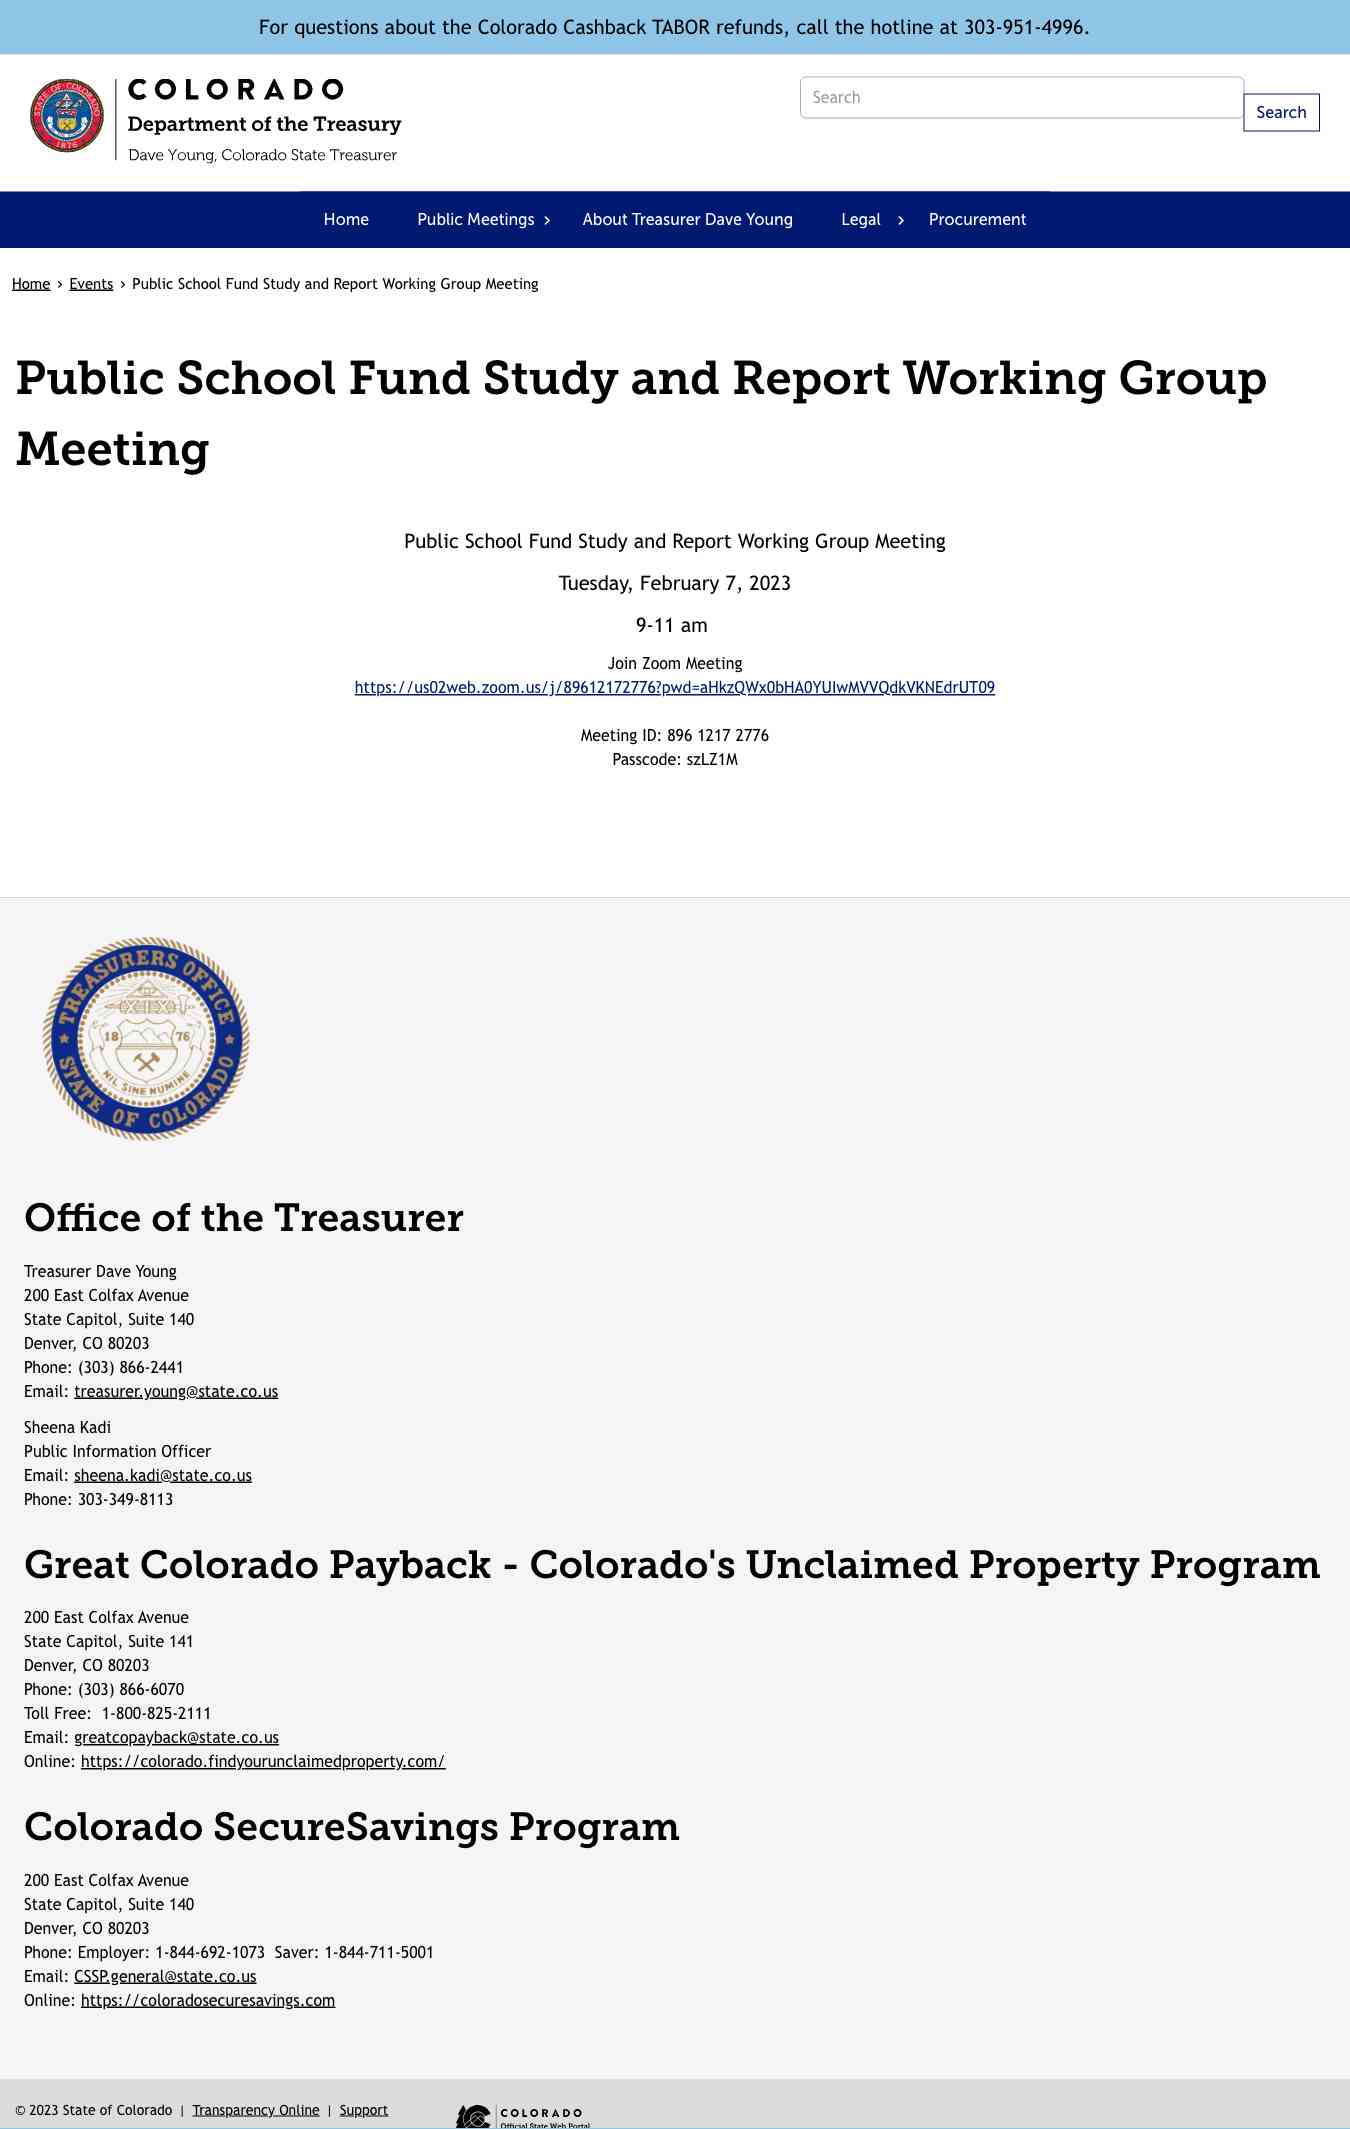 For questions about the Colorado Cashback TABOR refunds, call the hotline at 303-951-4996.
STATE OF COLORADO
1876
COLORADO
Department of the Treasury
Dave Young, Colorado State Treasurer
Search
Search
Home Public Meetings › About Treasurer Dave Young Legal › Procurement
Home › Events › Public School Fund Study and Report Working Group Meeting
Public School Fund Study and Report Working Group
Meeting
Public School Fund Study and Report Working Group Meeting
Tuesday, February 7, 2023
9-11 am
Join Zoom Meeting
https://us02web.zoom.us/j/89612172776?pwd=aHkzQWx0bHA0YUIwMVVQdkVKNEdrUT09
Meeting ID: 896 1217 2776
Passcode: szLZ1M
TREASURERS OFFICE
18 76
NIL SINE NUMINE
STATE OF COLORADO
Office of the Treasurer
Treasurer Dave Young
200 East Colfax Avenue
State Capitol, Suite 140
Denver, CO 80203
Phone: (303) 866-2441
Email: treasurer.young@state.co.us
Sheena Kadi
Public Information Officer
Email: sheena.kadi@state.co.us
Phone: 303-349-8113
Great Colorado Payback - Colorado's Unclaimed Property Program
200 East Colfax Avenue
State Capitol, Suite 141
Denver, CO 80203
Phone: (303) 866-6070
Toll Free:  1-800-825-2111
Email: greatcopayback@state.co.us
Online: https://colorado.findyourunclaimedproperty.com/
Colorado SecureSavings Program
200 East Colfax Avenue
State Capitol, Suite 140
Denver, CO 80203
Phone: Employer: 1-844-692-1073  Saver: 1-844-711-5001
Email: CSSP.general@state.co.us
Online: https://coloradosecuresavings.com
© 2023 State of Colorado | Transparency Online | Support
COLORADO
Official State Web Portal